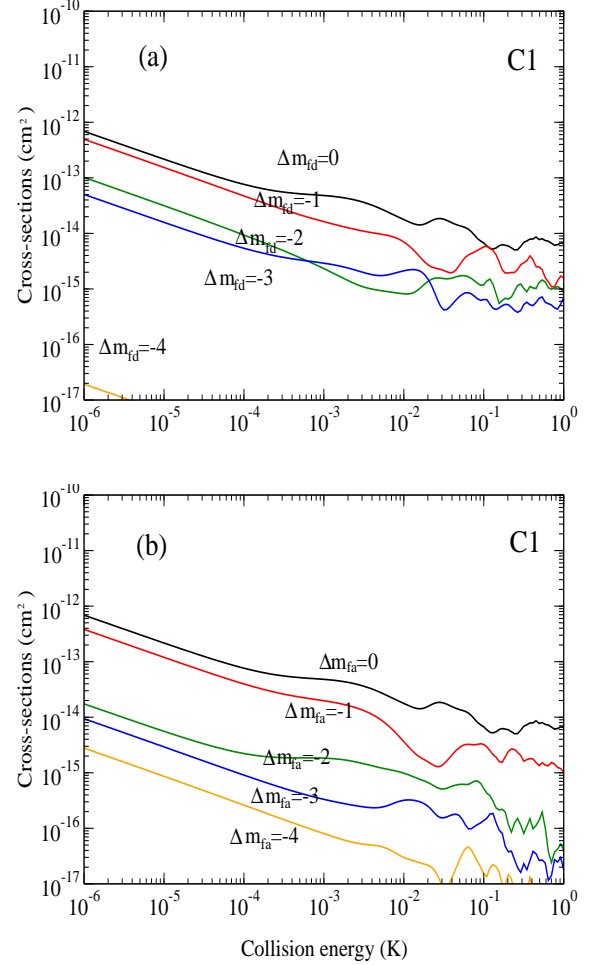 10⁻¹⁰
(a)
C1
10⁻¹¹
10⁻¹²
Δm_fd=0
10⁻¹³
Δm_fd=-1
10⁻¹⁴
Δm_fd=-2
Δm_fd=-3
10⁻¹⁵
10⁻¹⁶
Δm_fd=-4
10⁻¹⁷
Cross-sections (cm²)
10⁻⁶ 10⁻⁵ 10⁻⁴ 10⁻³ 10⁻² 10⁻¹ 10⁰
10⁻¹⁰
(b)
C1
10⁻¹¹
10⁻¹²
Δm_fa=0
10⁻¹³
Δm_fa=-1
10⁻¹⁴
Δm_fa=-2
10⁻¹⁵
Δm_fa=-3
10⁻¹⁶
Δm_fa=-4
10⁻¹⁷
Cross-sections (cm²)
10⁻⁶ 10⁻⁵ 10⁻⁴ 10⁻³ 10⁻² 10⁻¹ 10⁰
Collision energy (K)